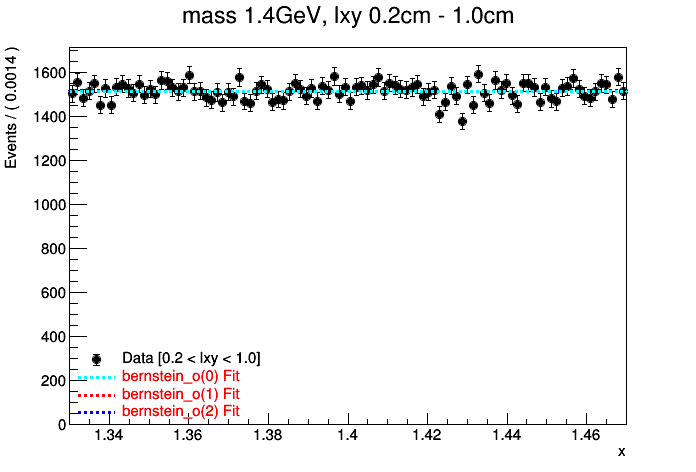 mass 1.4GeV, lxy 0.2cm - 1.0cm
Events / ( 0.0014 )
1600
1400
1200
1000
800
600
400
200
0
Data [0.2 < lxy < 1.0]
bernstein_o(0) Fit
bernstein_o(1) Fit
bernstein_o(2) Fit
1.34 1.36 1.38 1.4 1.42 1.44 1.46
x